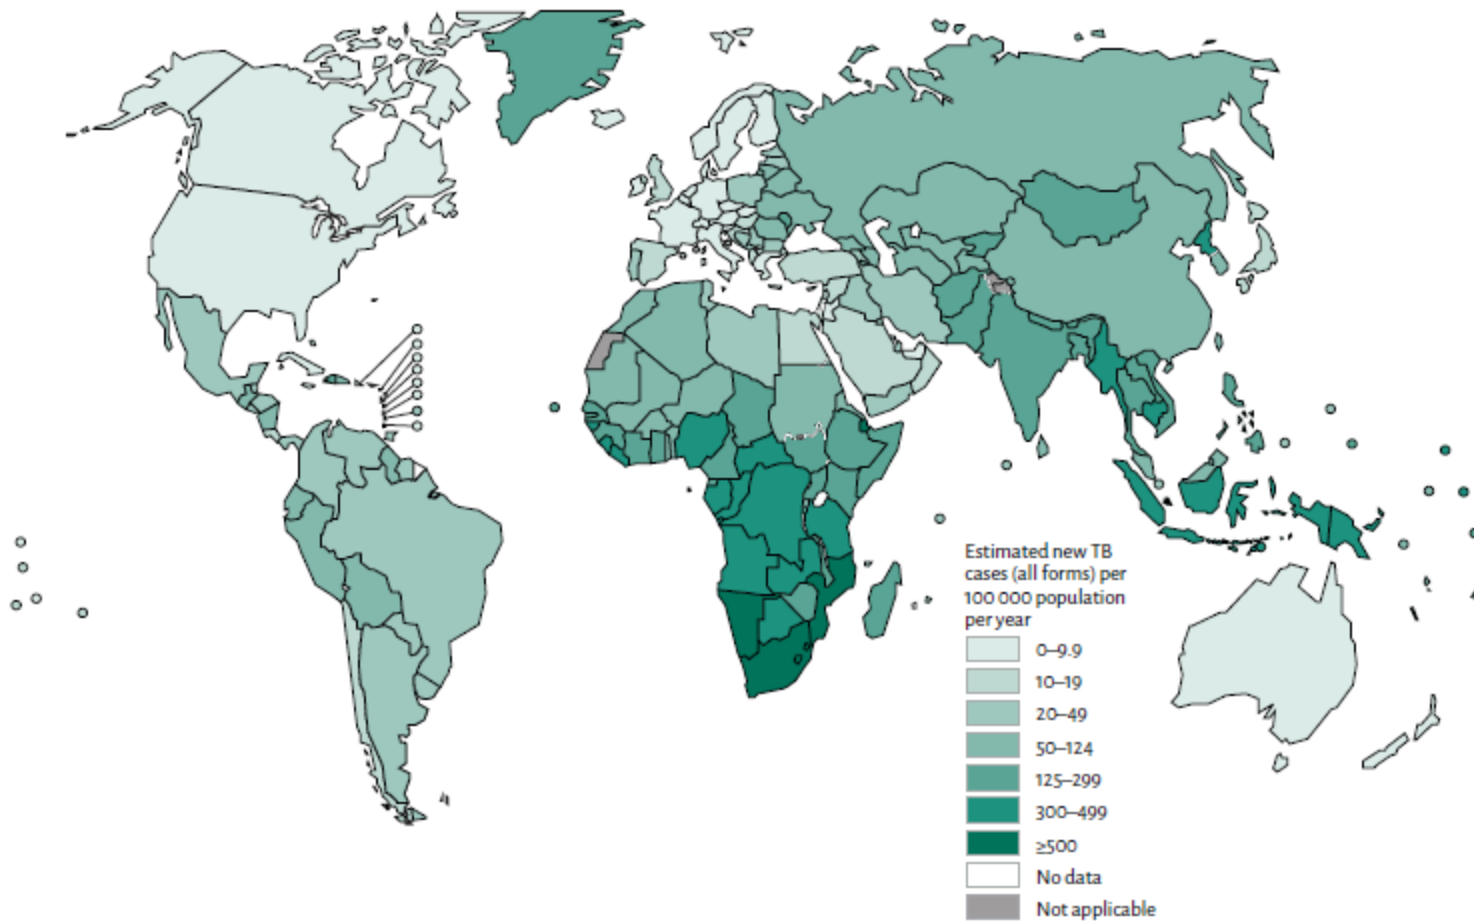 Estimated new TB
cases (all forms) per
100 000 population
per year
0–9.9
10–19
20–49
50–124
125–299
300–499
≥500
No data
Not applicable